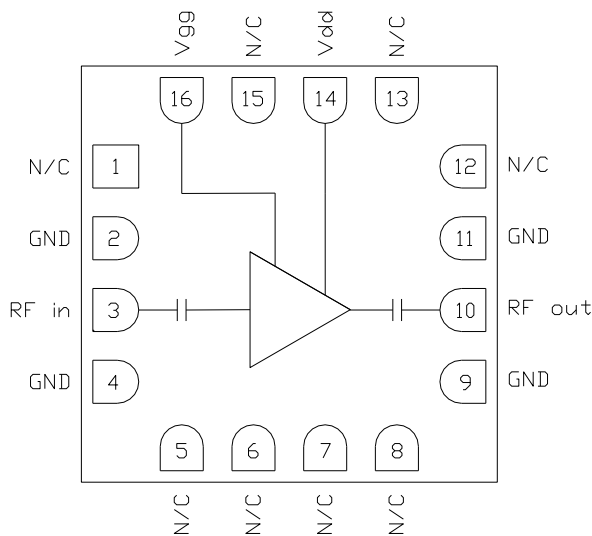 Vgg N/C Vdd N/C
16 15 14 13
N/C 1 12 N/C
GND 2 11 GND
RF in 3 10 RF out
GND 4 9 GND
5 6 7 8
N/C N/C N/C N/C